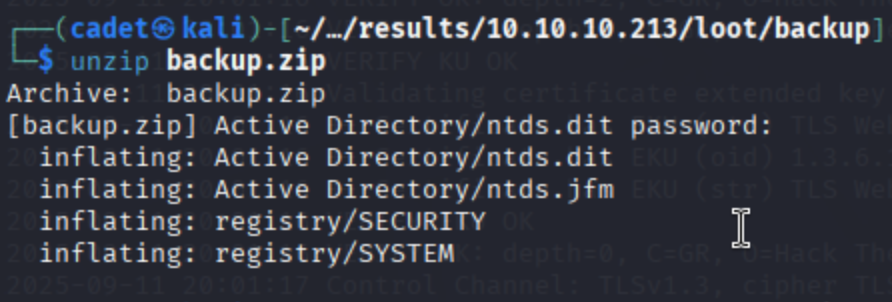 ┌──(cadet㉿kali)-[~/…/results/10.10.10.213/loot/backup]
└─$ unzip backup.zip
Archive:  backup.zip
[backup.zip] Active Directory/ntds.dit password:
  inflating: Active Directory/ntds.dit
  inflating: Active Directory/ntds.jfm
  inflating: registry/SECURITY
  inflating: registry/SYSTEM